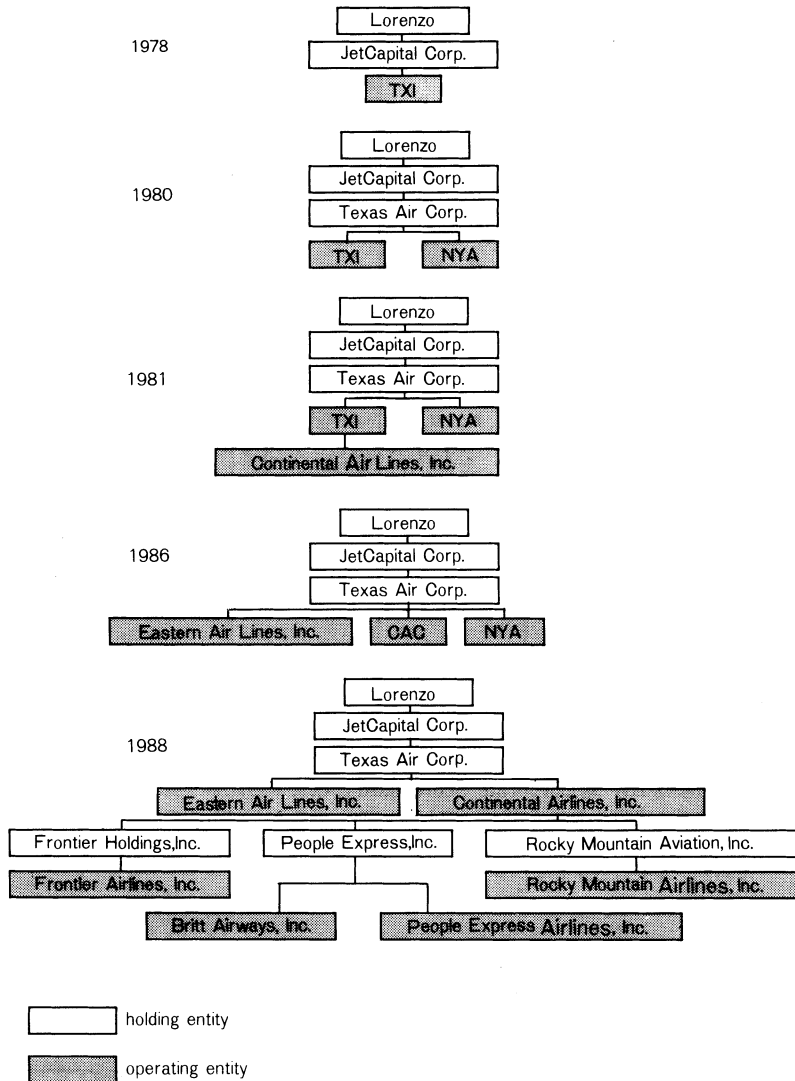 Lorenzo
1978
JetCapital Corp.
TXI
Lorenzo
1980
JetCapital Corp.
Texas Air Corp.
TXI NYA
Lorenzo
JetCapital Corp.
1981
Texas Air Corp.
TXI NYA
Continental Air Lines, Inc.
Lorenzo
1986
JetCapital Corp.
Texas Air Corp.
Eastern Air Lines, Inc. CAC NYA
Lorenzo
JetCapital Corp.
1988
Texas Air Corp.
Eastern Air Lines, Inc. Continental Airlines, Inc.
Frontier Holdings,Inc. People Express,Inc. Rocky Mountain Aviation, Inc.
Frontier Airlines, Inc. Rocky Mountain Airlines, Inc.
Britt Airways, Inc. People Express Airlines, Inc.
holding entity
operating entity